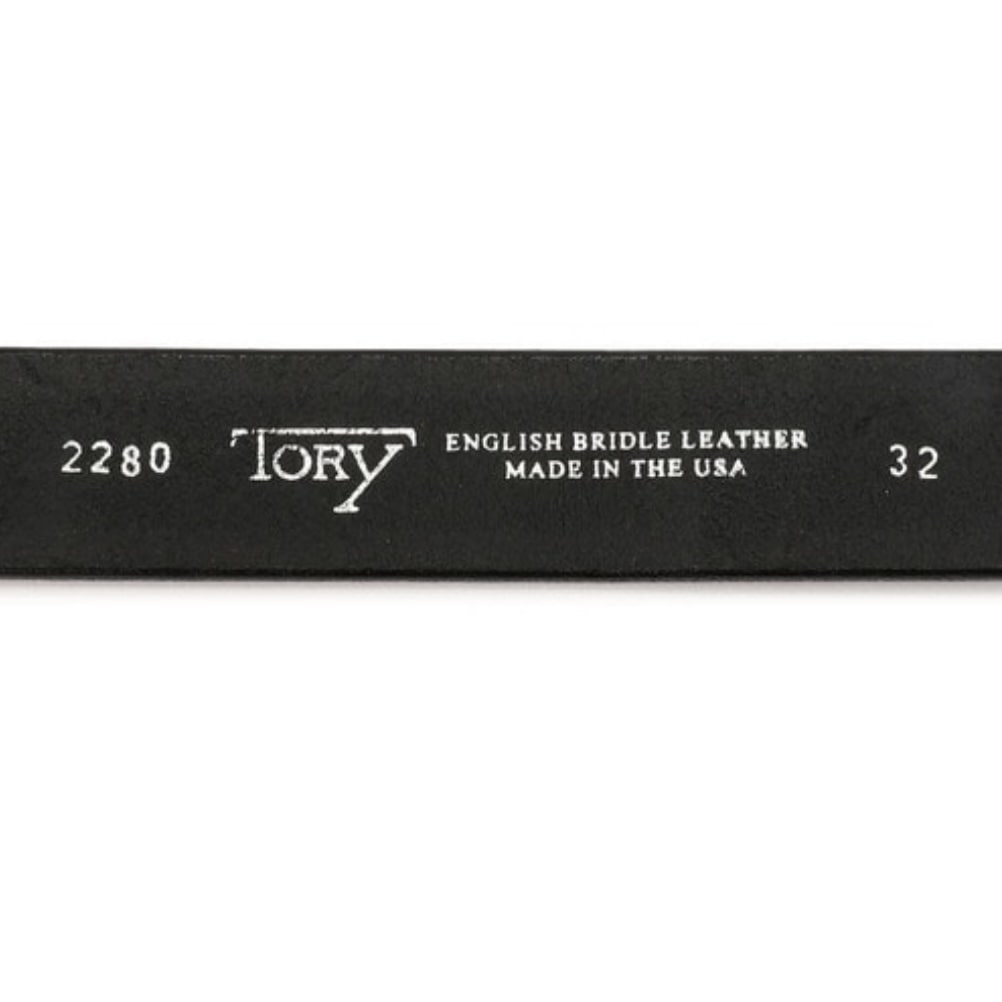 2280
TORY
ENGLISH BRIDLE LEATHER
MADE IN THE USA
32